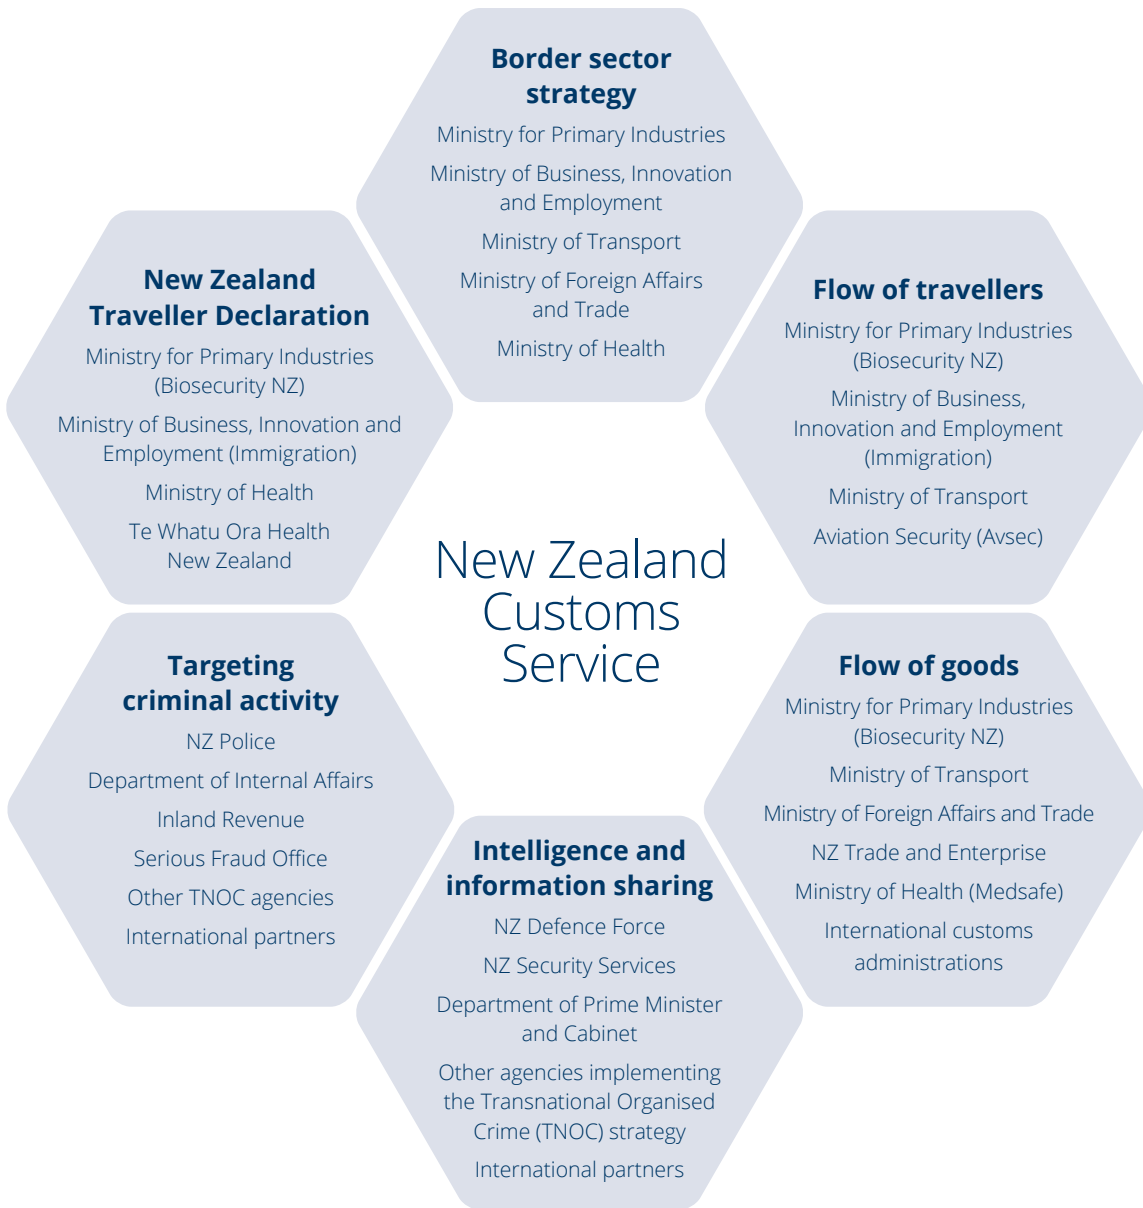 Border sector
strategy
Ministry for Primary Industries
Ministry of Business, Innovation
and Employment
Ministry of Transport
Ministry of Foreign Affairs
and Trade
Ministry of Health
New Zealand
Traveller Declaration
Ministry for Primary Industries
(Biosecurity NZ)
Ministry of Business, Innovation and
Employment (Immigration)
Ministry of Health
Te Whatu Ora Health
New Zealand
Flow of travellers
Ministry for Primary Industries
(Biosecurity NZ)
Ministry of Business,
Innovation and Employment
(Immigration)
Ministry of Transport
Aviation Security (Avsec)
New Zealand
Customs
Service
Targeting
criminal activity
NZ Police
Department of Internal Affairs
Inland Revenue
Serious Fraud Office
Other TNOC agencies
International partners
Flow of goods
Ministry for Primary Industries
(Biosecurity NZ)
Ministry of Transport
Ministry of Foreign Affairs and Trade
NZ Trade and Enterprise
Ministry of Health (Medsafe)
International customs
administrations
Intelligence and
information sharing
NZ Defence Force
NZ Security Services
Department of Prime Minister
and Cabinet
Other agencies implementing
the Transnational Organised
Crime (TNOC) strategy
International partners